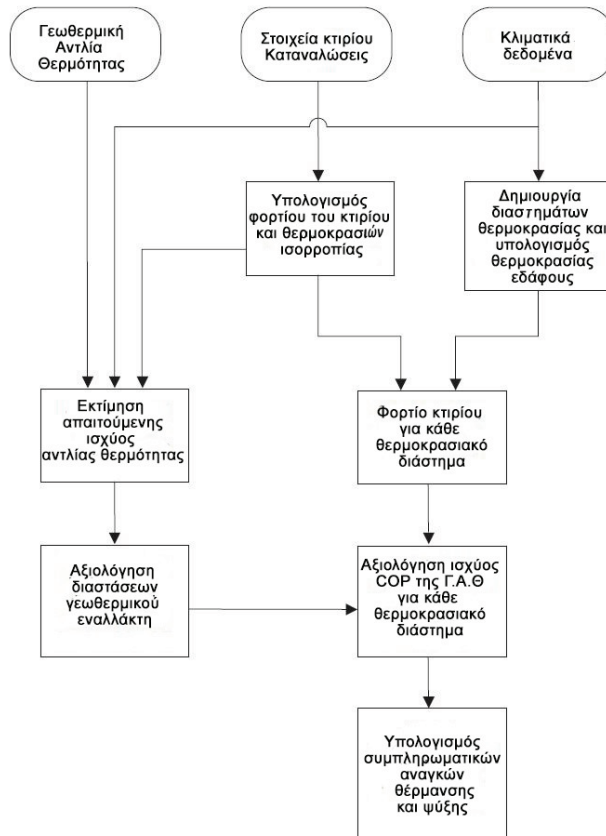 Γεωθερμική
Αντλία
Θερμότητας
Στοιχεία κτιρίου
Καταναλώσεις
Κλιματικά
δεδομένα
Υπολογισμός
φορτίου του κτιρίου
και θερμοκρασιών
ισορροπίας
Δημιουργία
διαστημάτων
θερμοκρασίας και
υπολογισμός
θερμοκρασίας
εδάφους
Εκτίμηση
απαιτούμενης
ισχύος
αντλίας θερμότητας
Φορτίο κτιρίου
για κάθε
θερμοκρασιακό
διάστημα
Αξιολόγηση
διαστάσεων
γεωθερμικού
εναλλάκτη
Αξιολόγηση ισχύος
COP της Γ.Α.Θ
για κάθε
θερμοκρασιακό
διάστημα
Υπολογισμός
συμπληρωματικών
αναγκών
θέρμανσης
και ψύξης